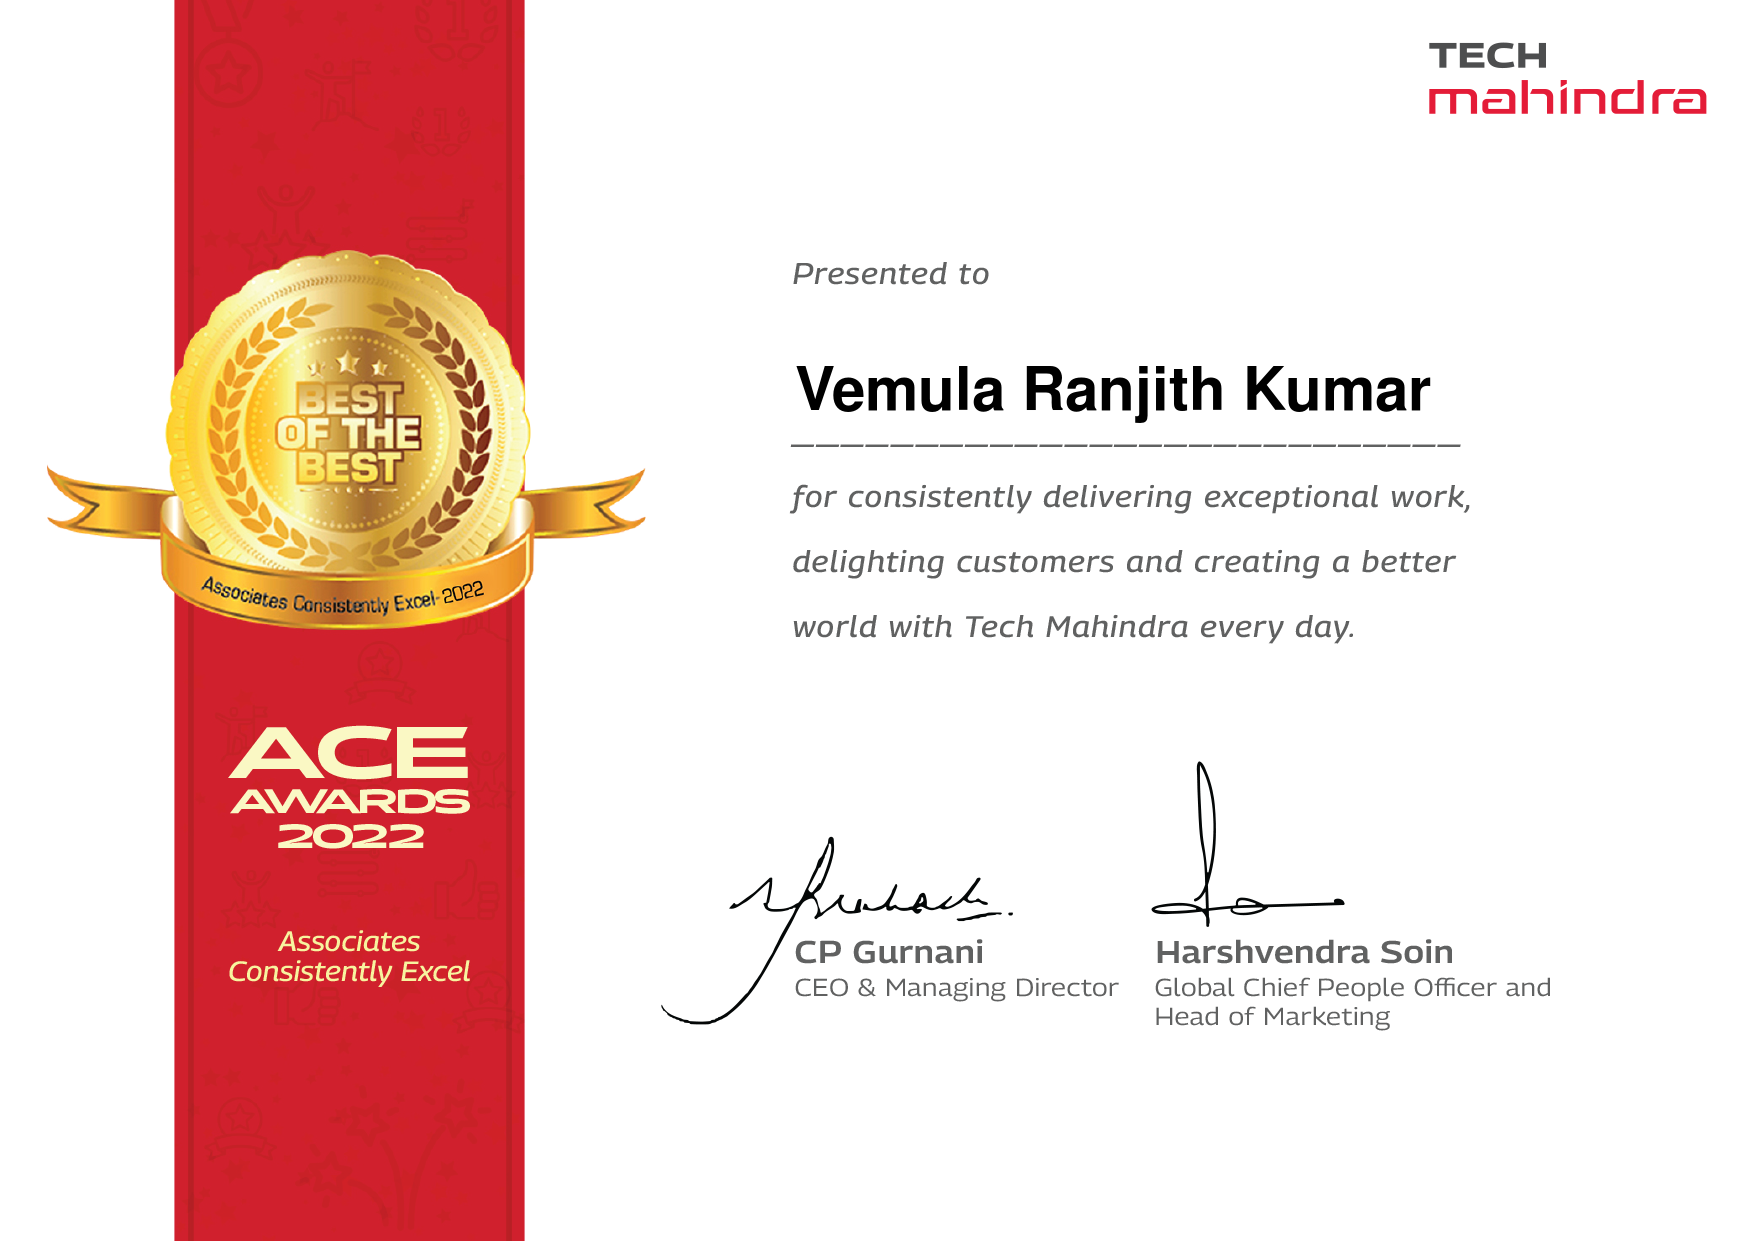 TECH
mahindra
Presented to
Vemula Ranjith Kumar
for consistently delivering exceptional work,
delighting customers and creating a better
world with Tech Mahindra every day.
BEST
OF THE
BEST
Associates Consistently Excel-2022
ACE
AWARDS
2022
Associates
Consistently Excel
CP Gurnani
CEO & Managing Director
Harshvendra Soin
Global Chief People Officer and
Head of Marketing